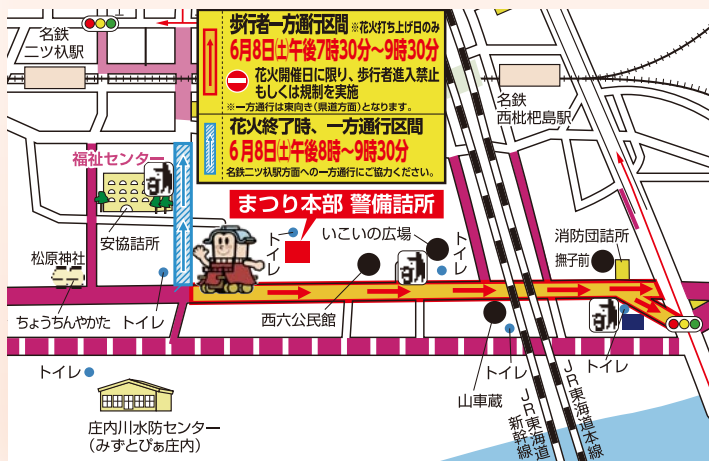 歩行者一方通行区間 ※花火打ち上げ日のみ
6月8日(土)午後7時30分~9時30分
花火開催日に限り、歩行者進入禁止
もしくは規制を実施
※一方通行は東向き(県道方面)となります。
花火終了時、一方通行区間
6月8日(土)午後8時~9時30分
名鉄二ツ杁駅方面への一方通行にご協力ください。
名鉄
二ツ杁駅
名鉄
西枇杷島駅
福祉センター
安協詰所
まつり本部 警備詰所
トイレ
いこいの広場
トイレ
消防団詰所
撫子前
松原神社
ちょうちんやかた
トイレ
西六公民館
山車蔵
トイレ
トイレ
トイレ
庄内川水防センター
(みずとぴぁ庄内)
JR東海道新幹線
JR東海道本線